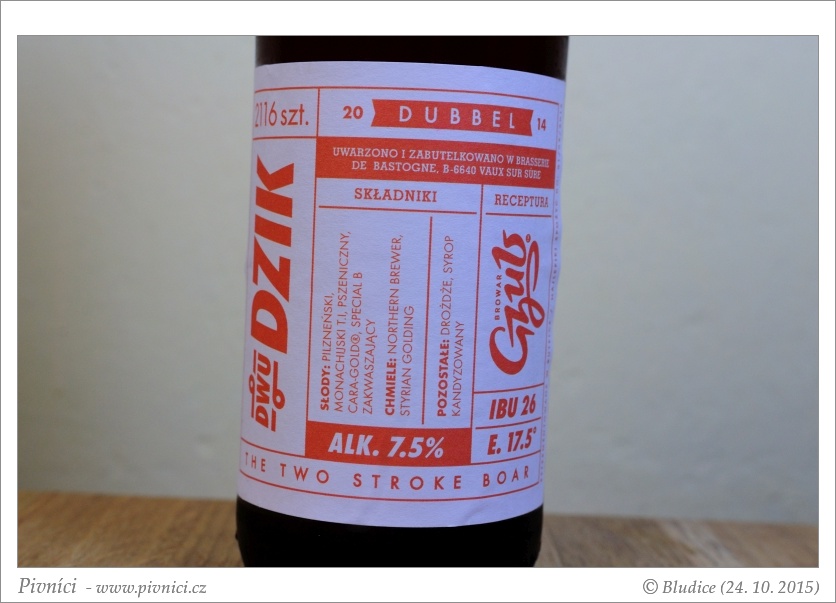 2116 szt.
20 DUBBEL 14
UWARZONO I ZABUTELKOWANO W BRASSERIE
DE BASTOGNE, B-6640 VAUX SUR SÛRE
SKŁADNIKI
RECEPTURA
DWU DZIK
SŁODY: PILZNEŃSKI,
MONACHIJSKI T.I, PSZENICZNY,
CARA-GOLD®, SPECIAL B
ZAKWASZAJĄCY
CHMIELE: NORTHERN BREWER,
STYRIAN GOLDING
POZOSTAŁE: DROŻDŻE, SYROP
KANDYZOWANY
BROWAR
Gzub
IBU 26
ALK. 7.5%
E. 17.5°
THE TWO STROKE BOAR
Pivníci - www.pivnici.cz
© Bludice (24. 10. 2015)